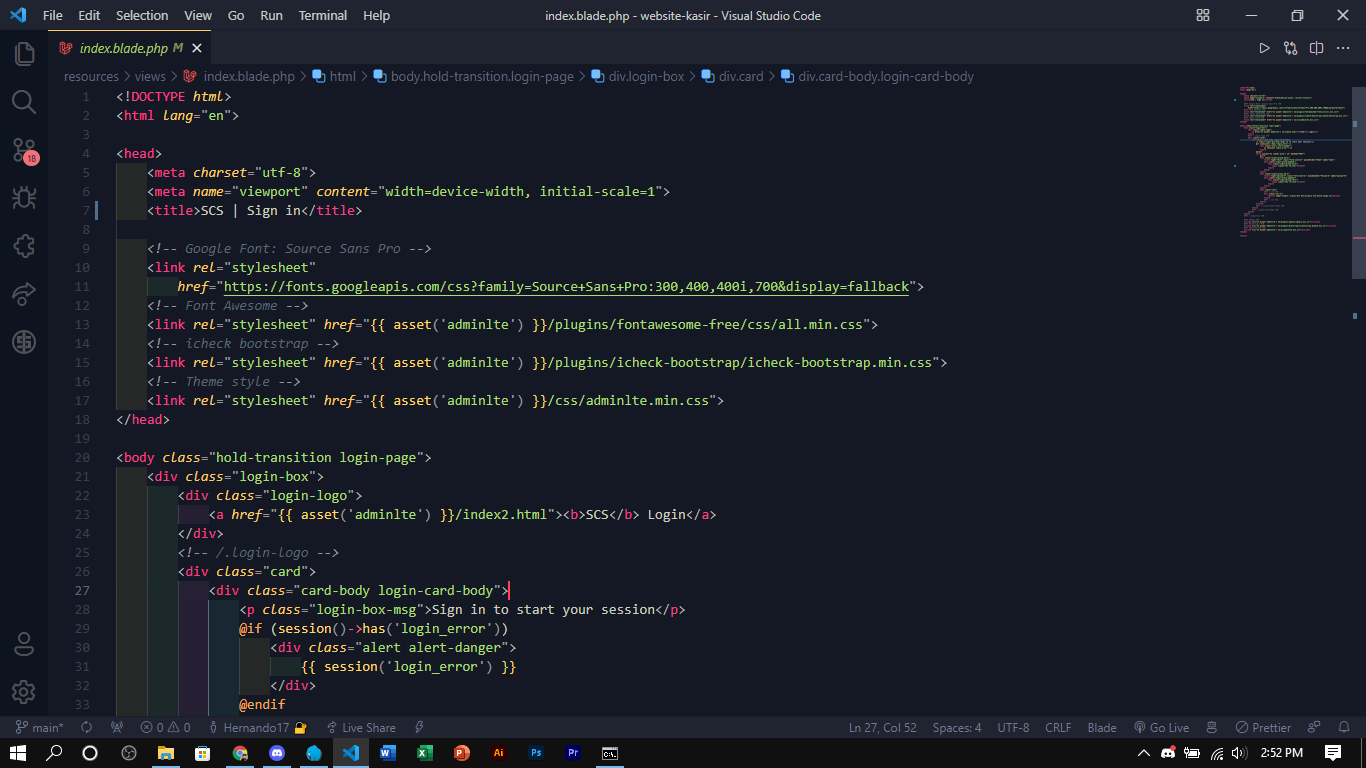 File Edit Selection View Go Run Terminal Help index.blade.php - website-kasir - Visual Studio Code
index.blade.php M
resources > views > index.blade.php > html > body.hold-transition.login-page > div.login-box > div.card > div.card-body.login-card-body
1 <!DOCTYPE html>
2 <html lang="en">
3
4 <head>
5 <meta charset="utf-8">
6 <meta name="viewport" content="width=device-width, initial-scale=1">
7 <title>SCS | Sign in</title>
8
9 <!-- Google Font: Source Sans Pro -->
10 <link rel="stylesheet"
11 href="https://fonts.googleapis.com/css?family=Source+Sans+Pro:300,400,400i,700&display=fallback">
12 <!-- Font Awesome -->
13 <link rel="stylesheet" href="{{ asset('adminlte') }}/plugins/fontawesome-free/css/all.min.css">
14 <!-- icheck bootstrap -->
15 <link rel="stylesheet" href="{{ asset('adminlte') }}/plugins/icheck-bootstrap/icheck-bootstrap.min.css">
16 <!-- Theme style -->
17 <link rel="stylesheet" href="{{ asset('adminlte') }}/css/adminlte.min.css">
18 </head>
19
20 <body class="hold-transition login-page">
21 <div class="login-box">
22 <div class="login-logo">
23 <a href="{{ asset('adminlte') }}/index2.html"><b>SCS</b> Login</a>
24 </div>
25 <!-- /.login-logo -->
26 <div class="card">
27 <div class="card-body login-card-body">
28 <p class="login-box-msg">Sign in to start your session</p>
29 @if (session()->has('login_error'))
30 <div class="alert alert-danger">
31 {{ session('login_error') }}
32 </div>
33 @endif
18
main* 0 0 Hernando17 Live Share Ln 27, Col 52 Spaces: 4 UTF-8 CRLF Blade Go Live Prettier
W X P Ai Ps Pr C:\ 2:52 PM